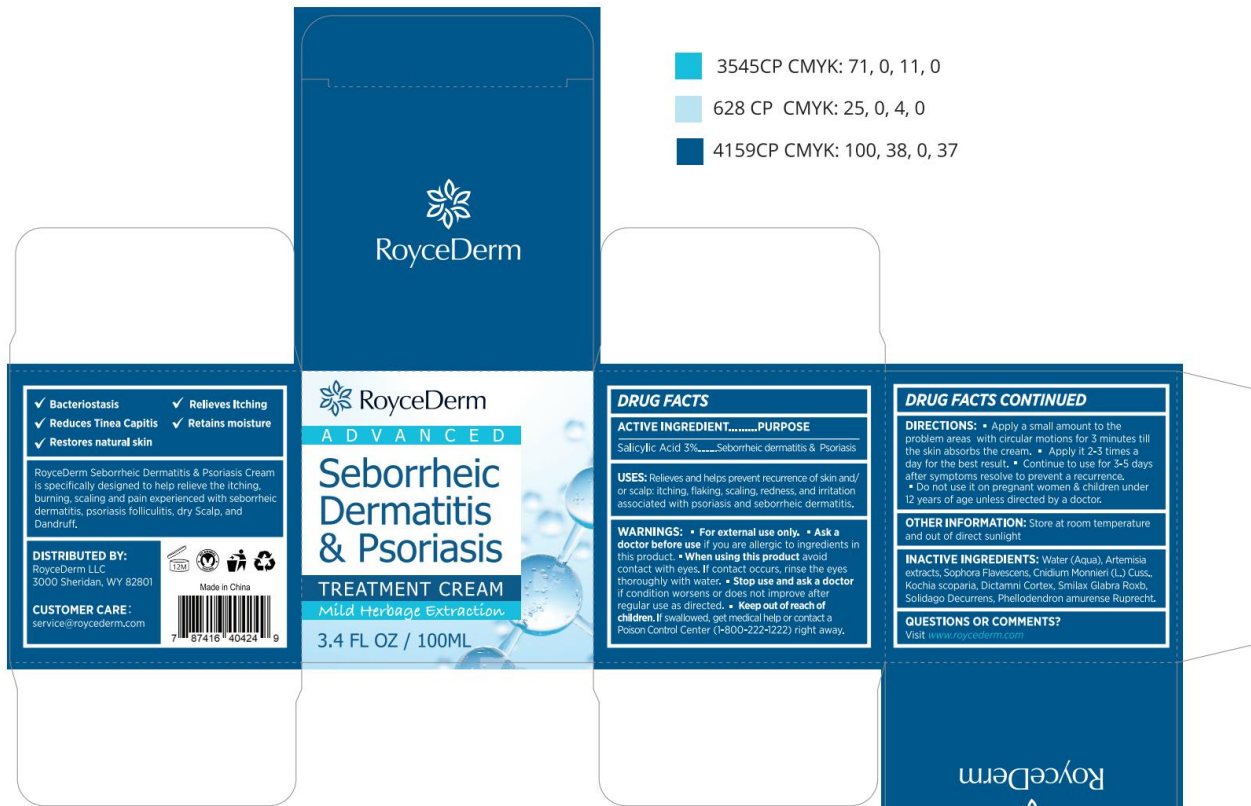 3545CP CMYK: 71, 0, 11, 0
628 CP CMYK: 25, 0, 4, 0
4159CP CMYK: 100, 38, 0, 37
RoyceDerm
✓ Bacteriostasis
✓ Relieves Itching
✓ Reduces Tinea Capitis
✓ Retains moisture
✓ Restores natural skin
RoyceDerm Seborrheic Dermatitis & Psoriasis Cream
is specifically designed to help relieve the itching,
burning, scaling and pain experienced with seborrheic
dermatitis, psoriasis folliculitis, dry Scalp, and
Dandruff.
DISTRIBUTED BY:
RoyceDerm LLC
3000 Sheridan, WY 82801
CUSTOMER CARE:
service@roycederm.com
12M
Made in China
7 87416 40424 9
RoyceDerm
ADVANCED
Seborrheic
Dermatitis
& Psoriasis
TREATMENT CREAM
Mild Herbage Extraction
3.4 FL OZ / 100ML
DRUG FACTS
ACTIVE INGREDIENT.........PURPOSE
Salicylic Acid 3%......Seborrheic dermatitis & Psoriasis
USES: Relieves and helps prevent recurrence of skin and/
or scalp: itching, flaking, scaling, redness, and irritation
associated with psoriasis and seborrheic dermatitis.
WARNINGS: ▪ For external use only. ▪ Ask a
doctor before use if you are allergic to ingredients in
this product. ▪ When using this product avoid
contact with eyes. If contact occurs, rinse the eyes
thoroughly with water. ▪ Stop use and ask a doctor
if condition worsens or does not improve after
regular use as directed. ▪ Keep out of reach of
children. If swallowed, get medical help or contact a
Poison Control Center (1-800-222-1222) right away.
DRUG FACTS CONTINUED
DIRECTIONS: ▪ Apply a small amount to the
problem areas with circular motions for 3 minutes till
the skin absorbs the cream. ▪ Apply it 2-3 times a
day for the best result. ▪ Continue to use for 3-5 days
after symptoms resolve to prevent a recurrence.
▪ Do not use it on pregnant women & children under
12 years of age unless directed by a doctor.
OTHER INFORMATION: Store at room temperature
and out of direct sunlight
INACTIVE INGREDIENTS: Water (Aqua), Artemisia
extracts, Sophora Flavescens, Cnidium Monnieri (L.) Cuss.,
Kochia scoparia, Dictamni Cortex, Smilax Glabra Roxb,
Solidago Decurrens, Phellodendron amurense Ruprecht.
QUESTIONS OR COMMENTS?
Visit www.roycederm.com
RoyceDerm